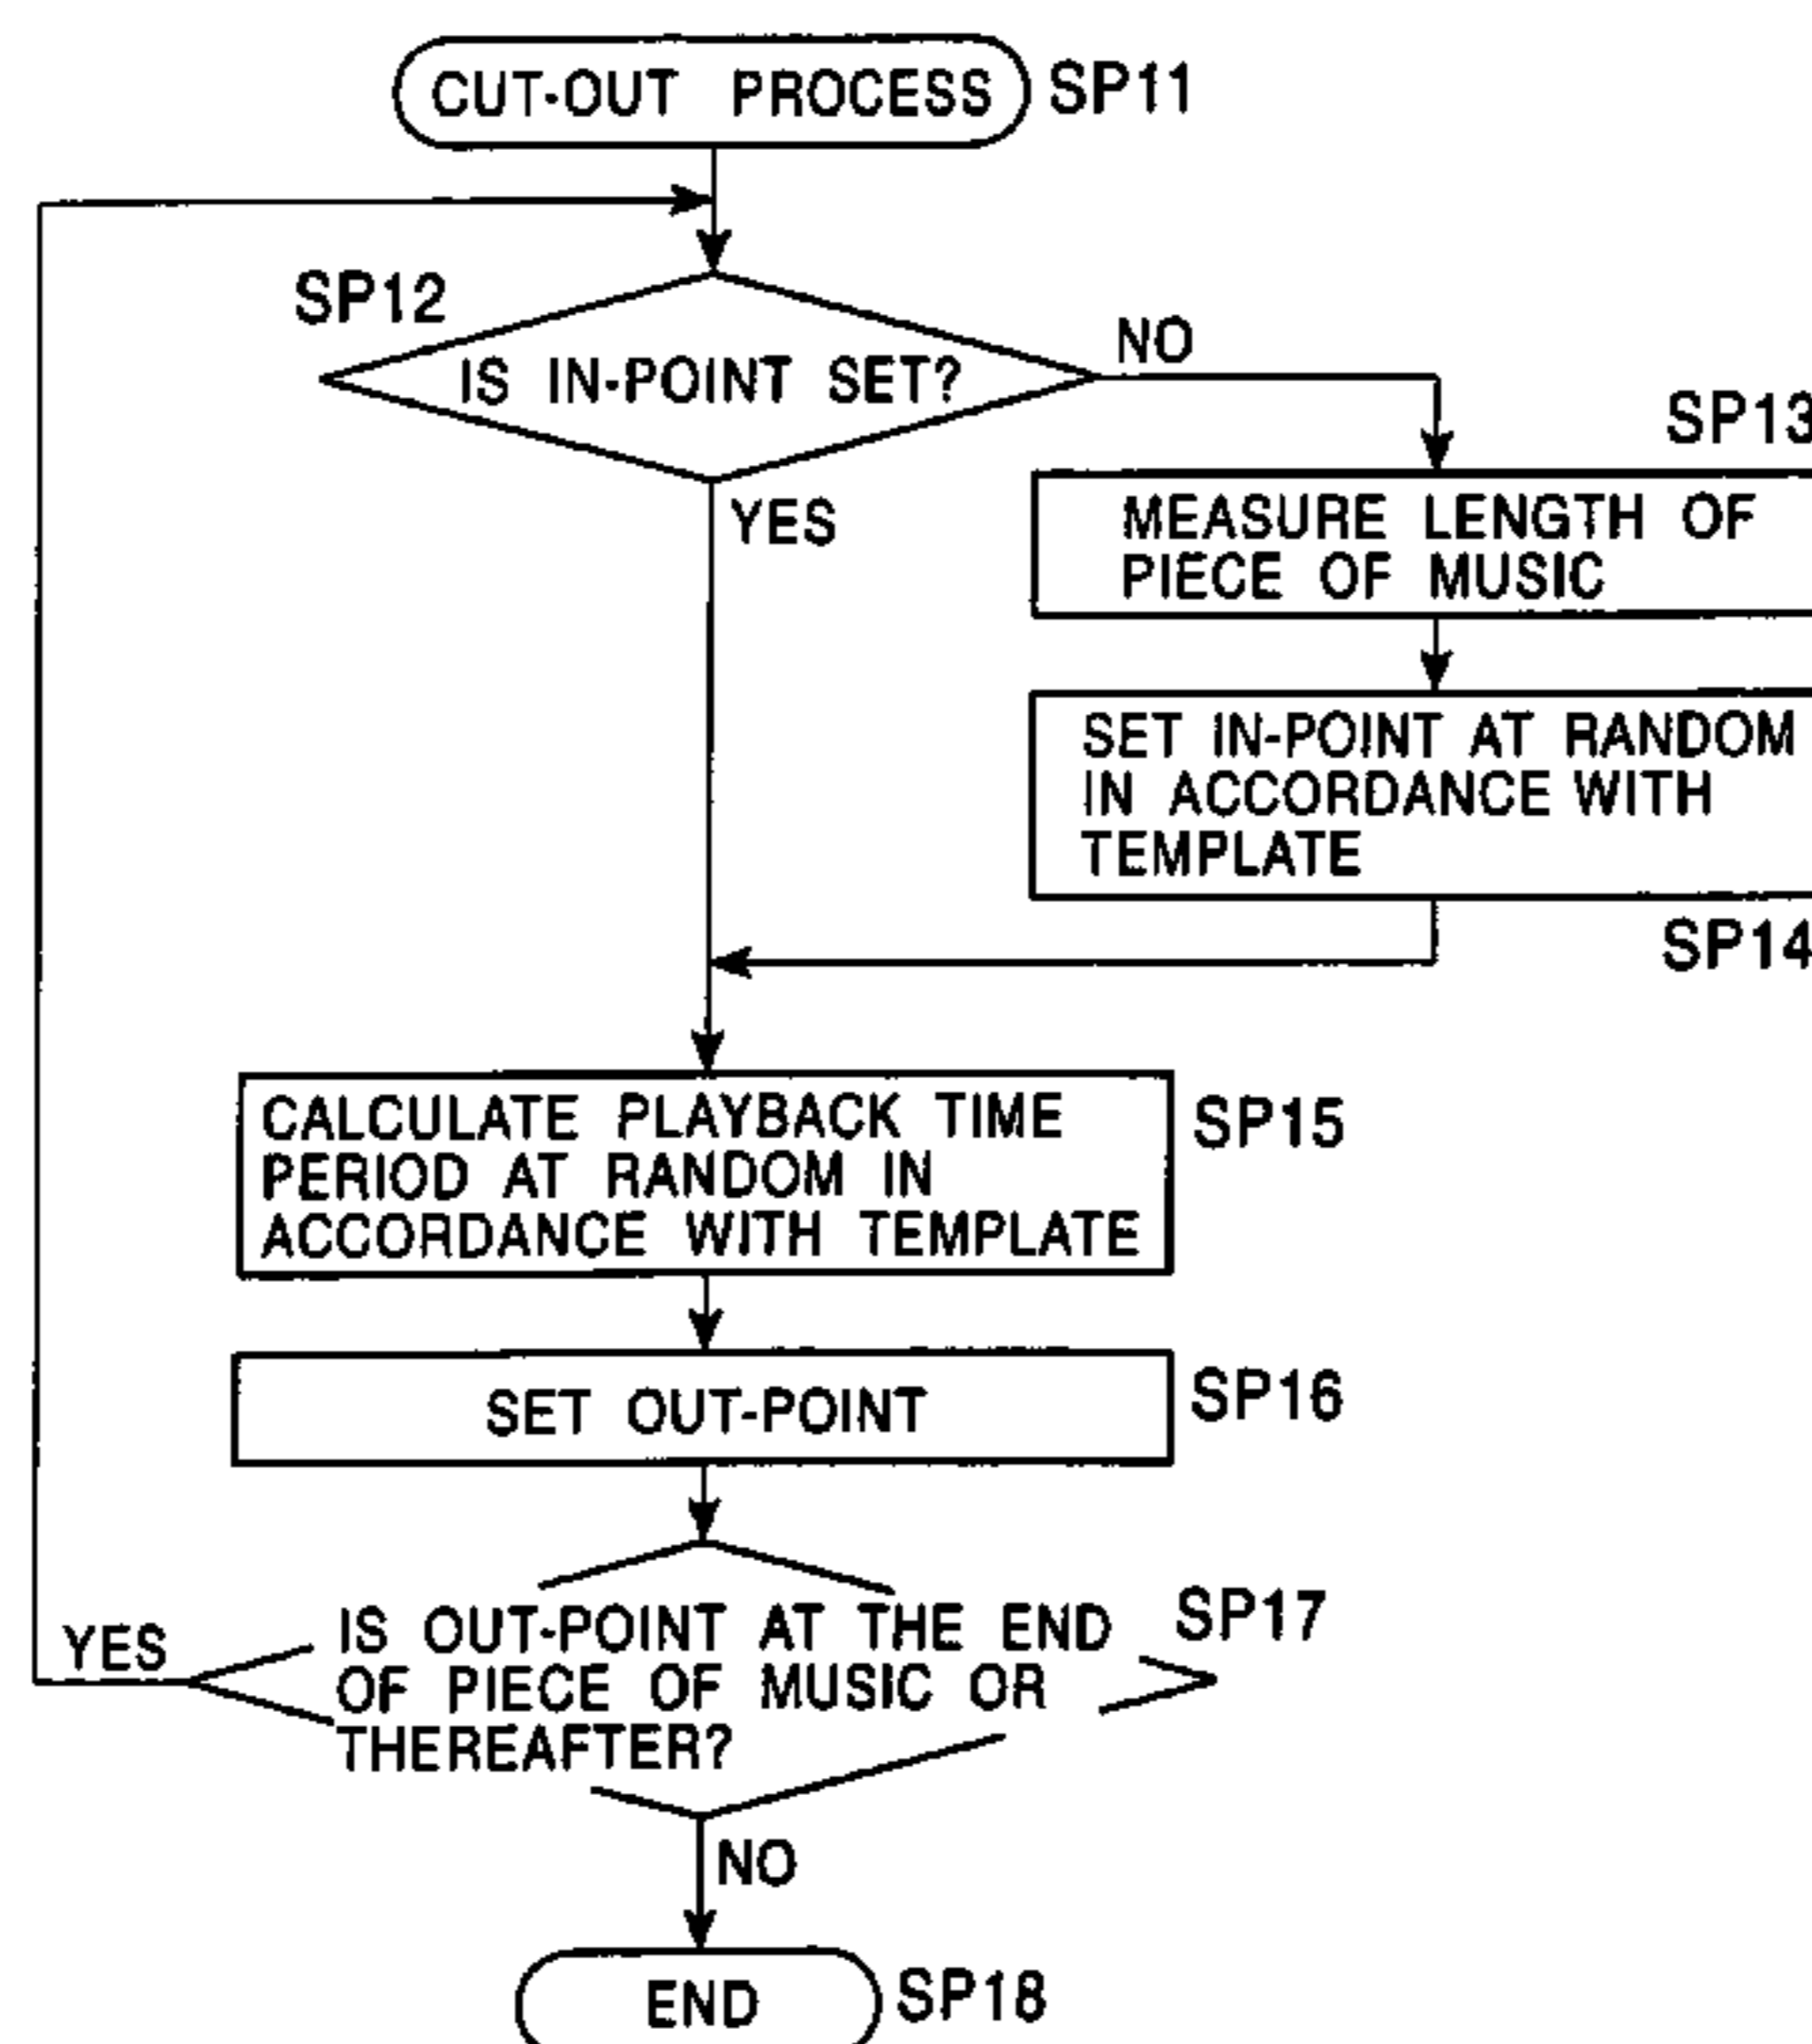 CUT-OUT PROCESS
SP11
SP12
IS IN-POINT SET?
NO
YES
SP13
MEASURE LENGTH OF
PIECE OF MUSIC
SET IN-POINT AT RANDOM
IN ACCORDANCE WITH
TEMPLATE
SP14
CALCULATE PLAYBACK TIME
PERIOD AT RANDOM IN
ACCORDANCE WITH TEMPLATE
SP15
SET OUT-POINT
SP16
IS OUT-POINT AT THE END
OF PIECE OF MUSIC OR
THEREAFTER?
SP17
YES
NO
END
SP18